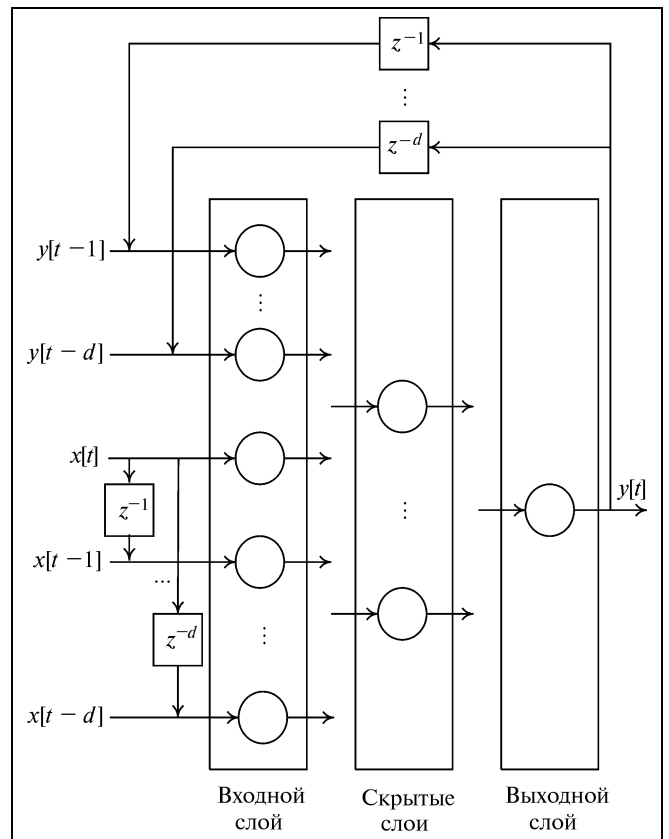 z⁻¹
⋮
z⁻ᵈ
y[t −1]
⋮
y[t − d]
x[t]
z⁻¹
⋮
y[t]
x[t −1]
...
z⁻ᵈ
⋮
x[t − d]
Входной
слой
Скрытые
слои
Выходной
слой